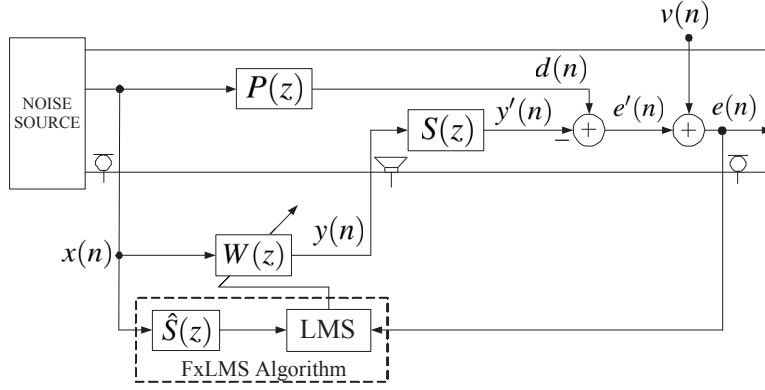 v(n)
NOISE
SOURCE
P(z)
d(n)
S(z)
y'(n)
e'(n)
e(n)
+
+
−
x(n)
W(z)
y(n)
Ŝ(z)
LMS
FxLMS Algorithm